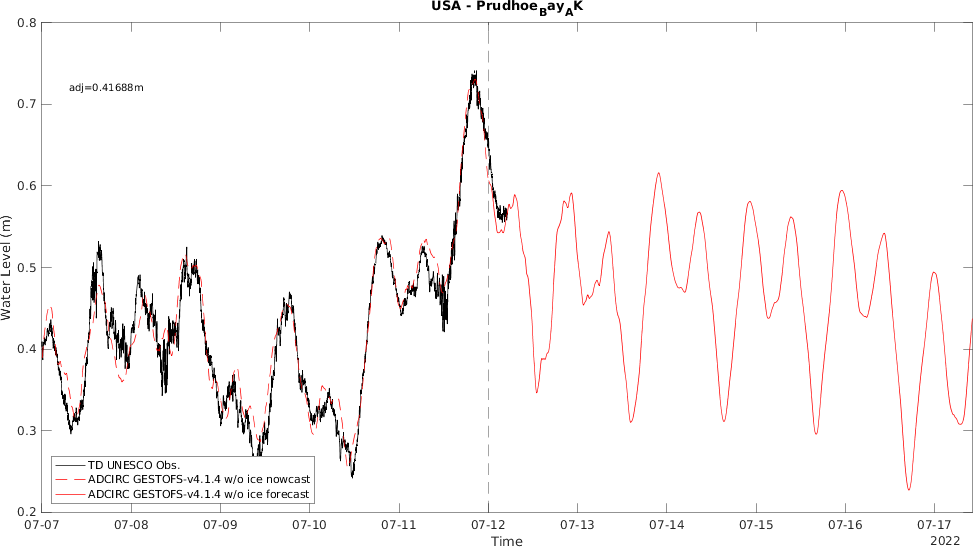 USA - PrudhoeBayAK
0.8
adj=0.41688m
0.7
0.6
Water Level (m)
0.5
0.4
0.3
TD UNESCO Obs.
ADCIRC GESTOFS-v4.1.4 w/o ice nowcast
ADCIRC GESTOFS-v4.1.4 w/o ice forecast
0.2
07-07 07-08 07-09 07-10 07-11 07-12 07-13 07-14 07-15 07-16 07-17
Time
2022